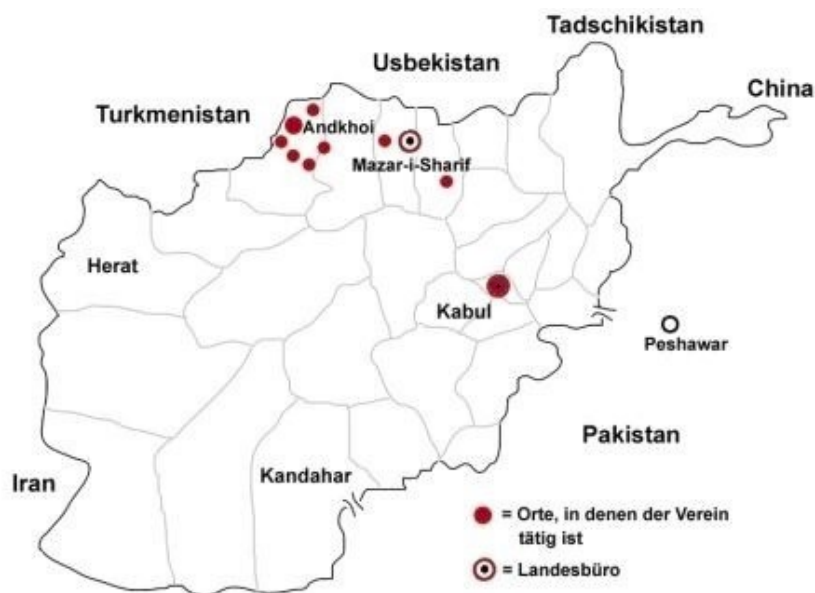 Tadschikistan
Usbekistan
China
Turkmenistan
Andkhoi
Mazar-i-Sharif
Herat
Kabul
Peshawar
Pakistan
Iran
Kandahar
= Orte, in denen der Verein
tätig ist
= Landesbüro